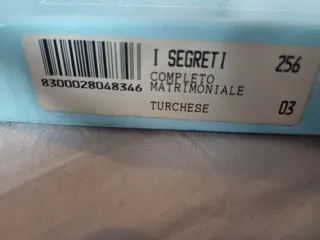 I SEGRETI 256
COMPLETO
8300028048346 MATRIMONIALE
TURCHESE 03